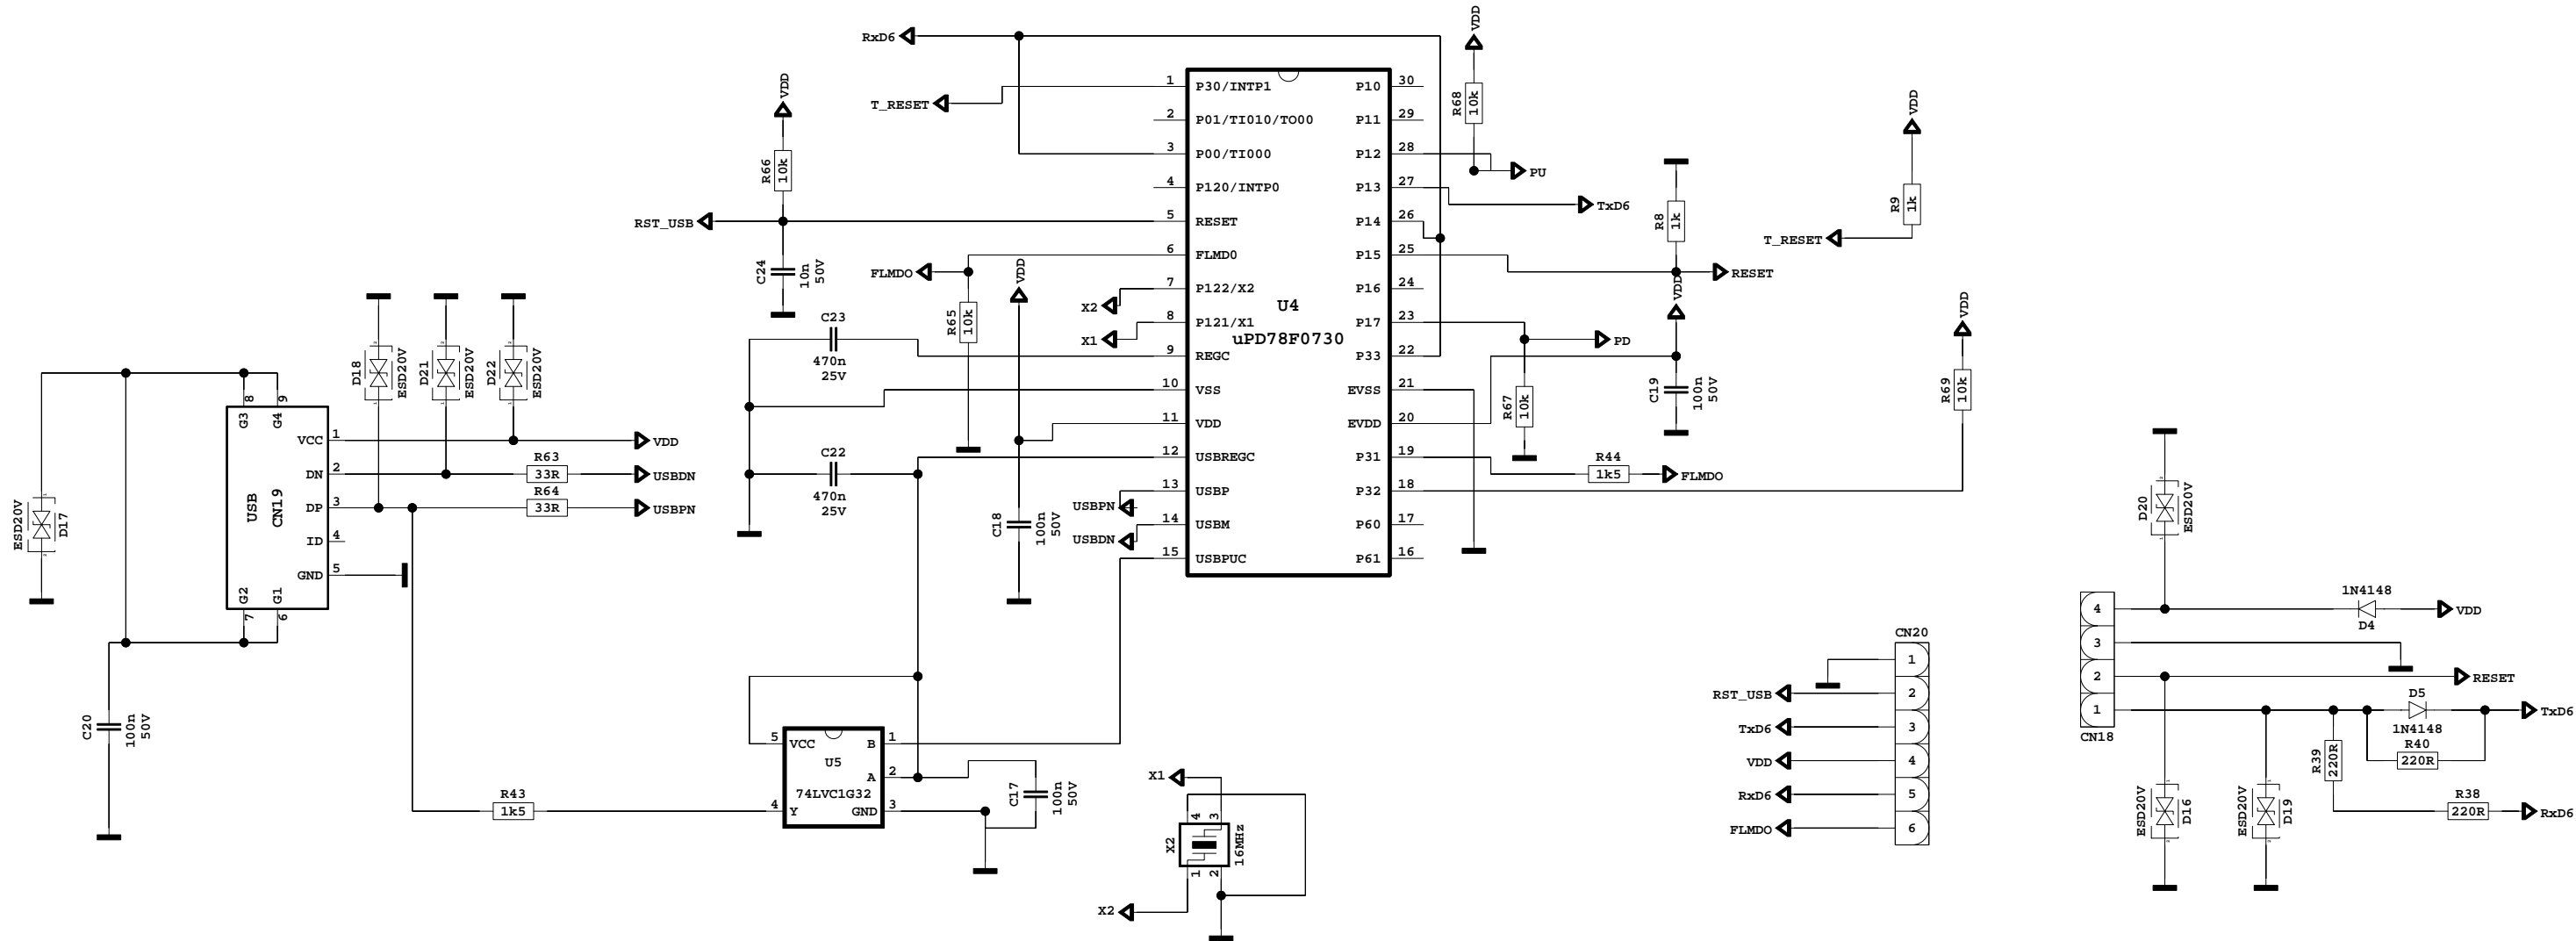 RxD6
T_RESET
VDD
R66
10k
RST_USB
C24
10n
50V
FLMDO
R65
10k
VDD
X2
X1
C23
470n
25V
C22
470n
25V
C18
100n
50V
USBPN
USBDN
1 P30/INTP1
2 P01/TI010/TO00
3 P00/TI000
4 P120/INTP0
5 RESET
6 FLMD0
7 P122/X2
8 P121/X1
9 REGC
10 VSS
11 VDD
12 USBREGC
13 USBP
14 USBM
15 USBPUC
U4
uPD78F0730
P10 30
P11 29
P12 28
P13 27
P14 26
P15 25
P16 24
P17 23
P33 22
EVSS 21
EVDD 20
P31 19
P32 18
P60 17
P61 16
VDD
R68
10k
PU
TxD6
R8
1k
RESET
VDD
PD
R67
10k
C19
100n
50V
R44
1k5
FLMDO
VDD
R9
1k
T_RESET
VDD
R69
10k
ESD20V
D17
C20
100n
50V
USB
CN19
G3 8
G4 9
VCC 1
DN 2
DP 3
ID 4
GND 5
G2 7
G1 6
D18
ESD20V
D21
ESD20V
D22
ESD20V
VDD
R63
33R
USBDN
R64
33R
USBPN
R43
1k5
5 VCC
B 1
A 2
GND 3
4 Y
U5
74LVC1G32
C17
100n
50V
X1
X2
4 3
1 2
16MHz
X2
CN20
1
RST_USB 2
TxD6 3
VDD 4
RxD6 5
FLMDO 6
D20
ESD20V
4
3
2
1
CN18
1N4148
D4
VDD
RESET
D5
1N4148
TxD6
R40
220R
R39
220R
R38
220R
RxD6
ESD20V
D16
ESD20V
D19